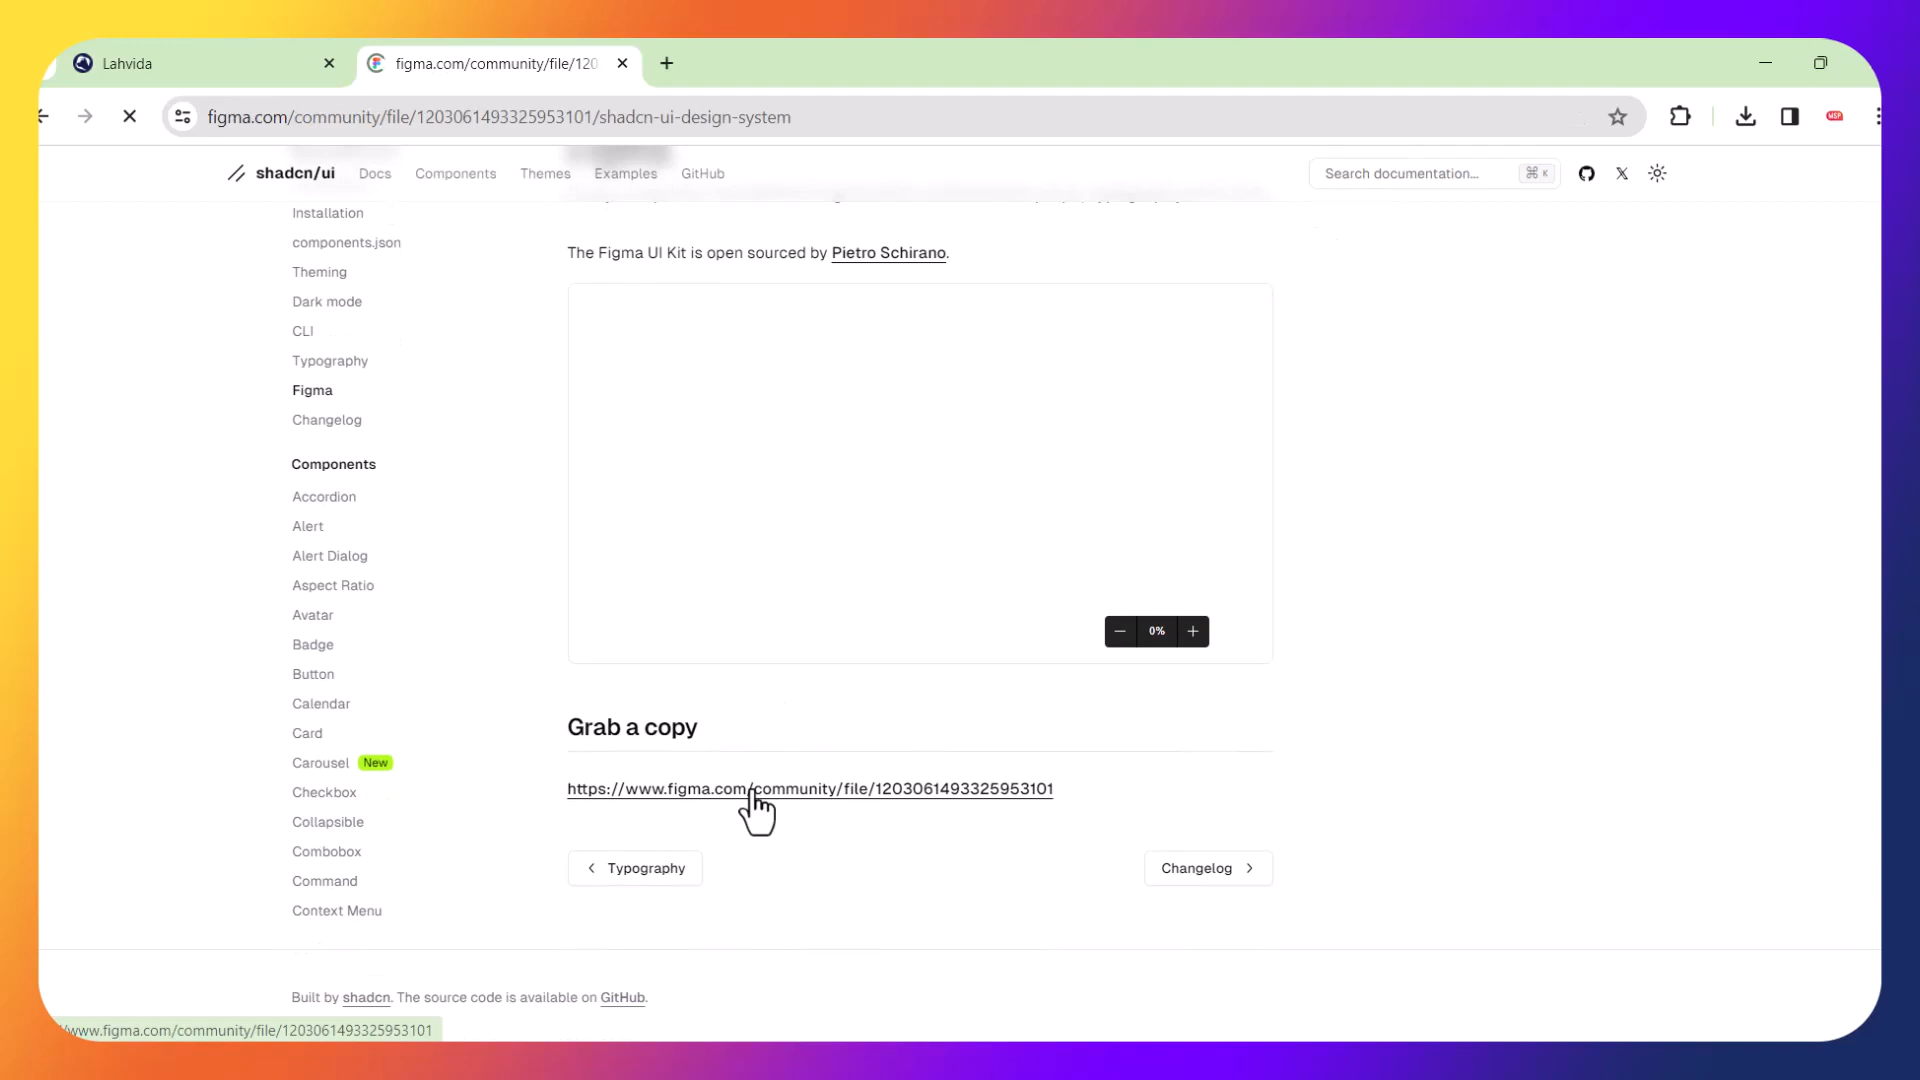 Lahvida
figma.com/community/file/120
figma.com/community/file/1203061493325953101/shadcn-ui-design-system
MSP
shadcn/ui Docs Components Themes Examples GitHub
Search documentation... ⌘ K
Installation
components.json
Theming
Dark mode
CLI
Typography
Figma
Changelog
Components
Accordion
Alert
Alert Dialog
Aspect Ratio
Avatar
Badge
Button
Calendar
Card
Carousel New
Checkbox
Collapsible
Combobox
Command
Context Menu
The Figma UI Kit is open sourced by Pietro Schirano.
0%
Grab a copy
https://www.figma.com/community/file/1203061493325953101
Typography
Changelog
Built by shadcn. The source code is available on GitHub.
/www.figma.com/community/file/1203061493325953101